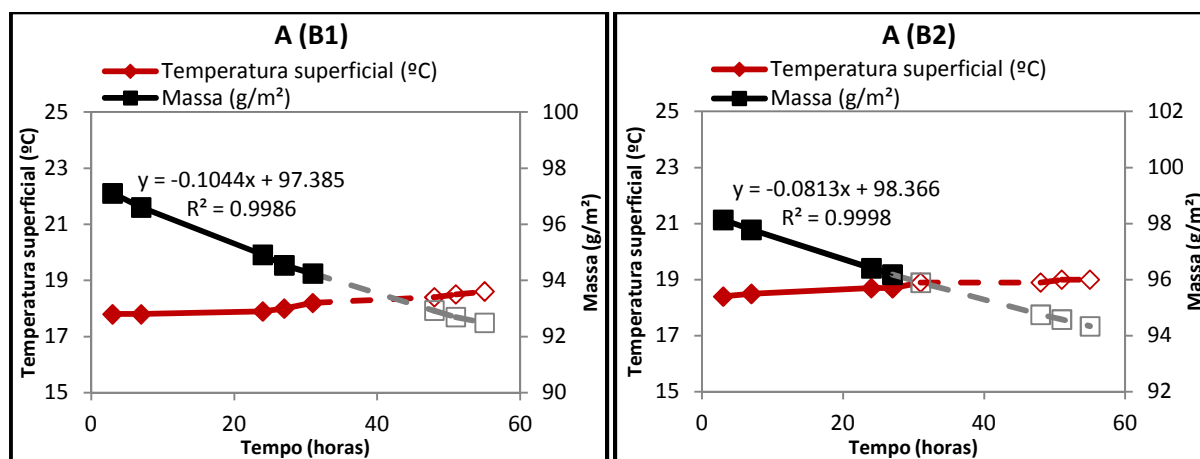 A (B1)
Temperatura superficial (ºC)
Massa (g/m²)
Temperatura superficial (ºC)
25
23
21
19
17
15
y = -0.1044x + 97.385
R² = 0.9986
100
98
96
94
92
90
Massa (g/m²)
0
20
40
60
Tempo (horas)
A (B2)
Temperatura superficial (ºC)
Massa (g/m²)
Temperatura superficial (ºC)
25
23
21
19
17
15
y = -0.0813x + 98.366
R² = 0.9998
102
100
98
96
94
92
Massa (g/m²)
0
20
40
60
Tempo (horas)